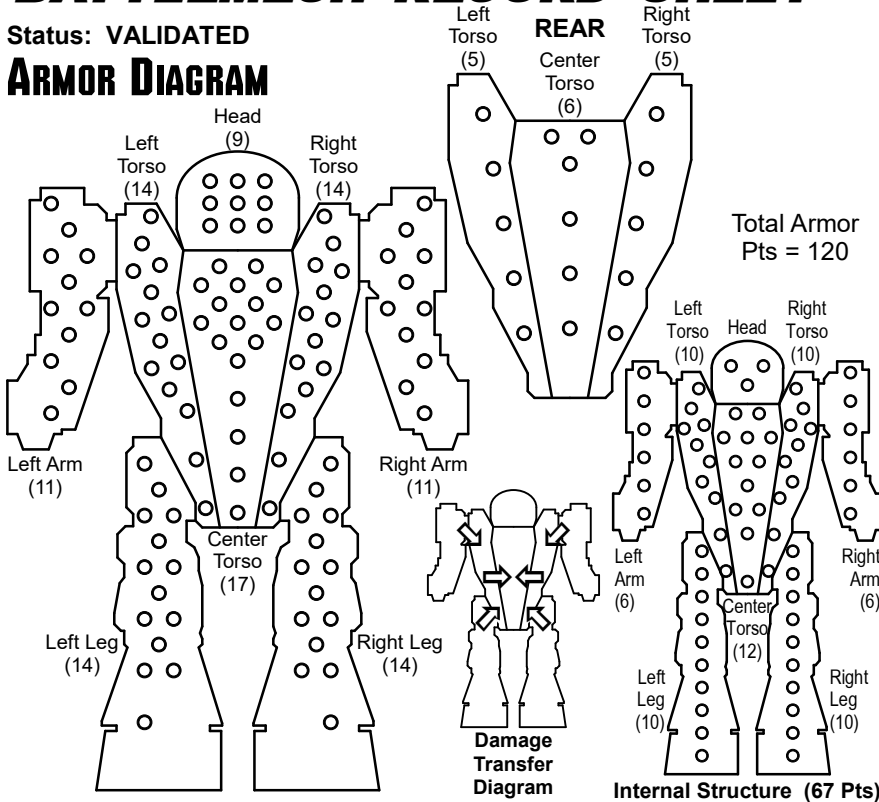 BATTLEMECH RECORD SHEET
Status: VALIDATED
ARMOR DIAGRAM
Head
(9)
Left
Torso
(14)
Right
Torso
(14)
Left Arm
(11)
Right Arm
(11)
Center
Torso
(17)
Left Leg
(14)
Right Leg
(14)
REAR
Left
Torso
(5)
Center
Torso
(6)
Right
Torso
(5)
Total Armor
Pts = 120
Damage
Transfer
Diagram
Left
Torso
(10)
Head
Right
Torso
(10)
Left
Arm
(6)
Right
Arm
(6)
Center
Torso
(12)
Left
Leg
(10)
Right
Leg
(10)
Internal Structure (67 Pts)